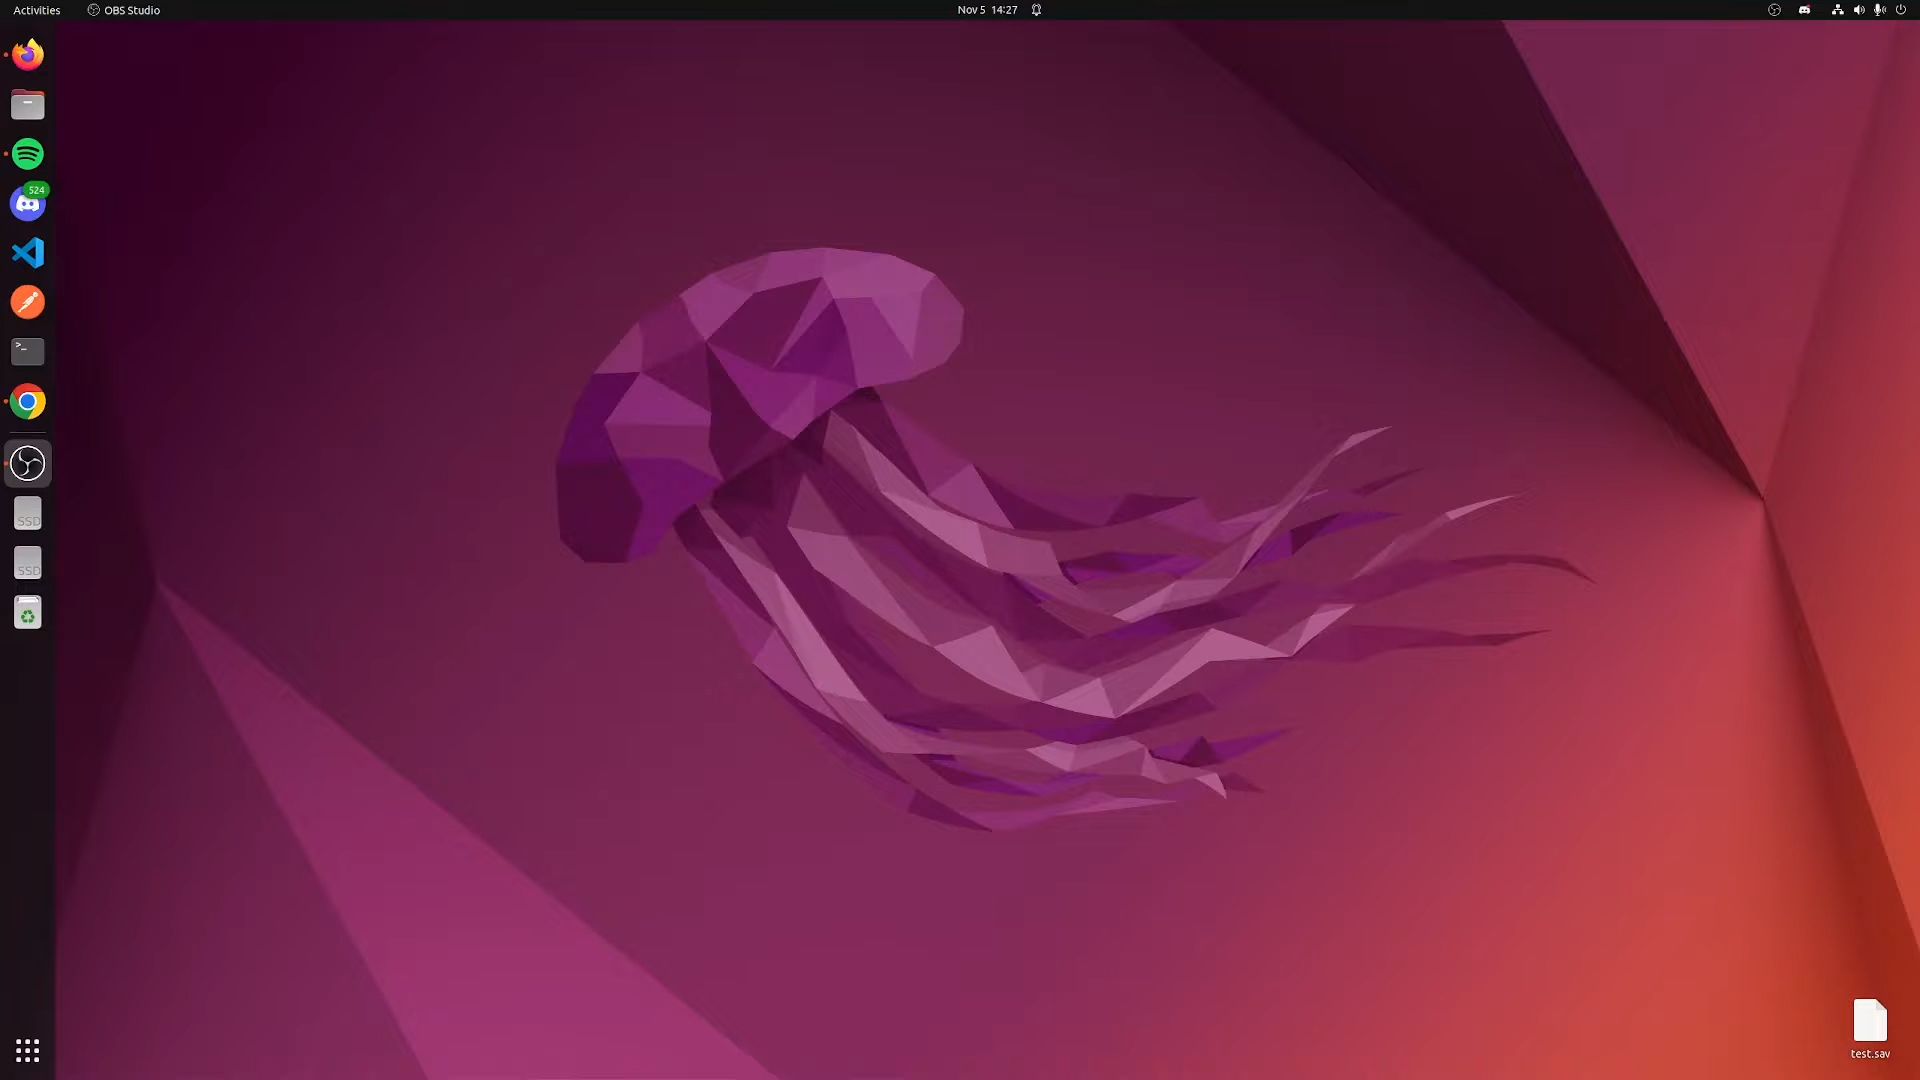 Activities
OBS Studio
Nov 5 14:27
524
>_
SSD
SSD
test.sav